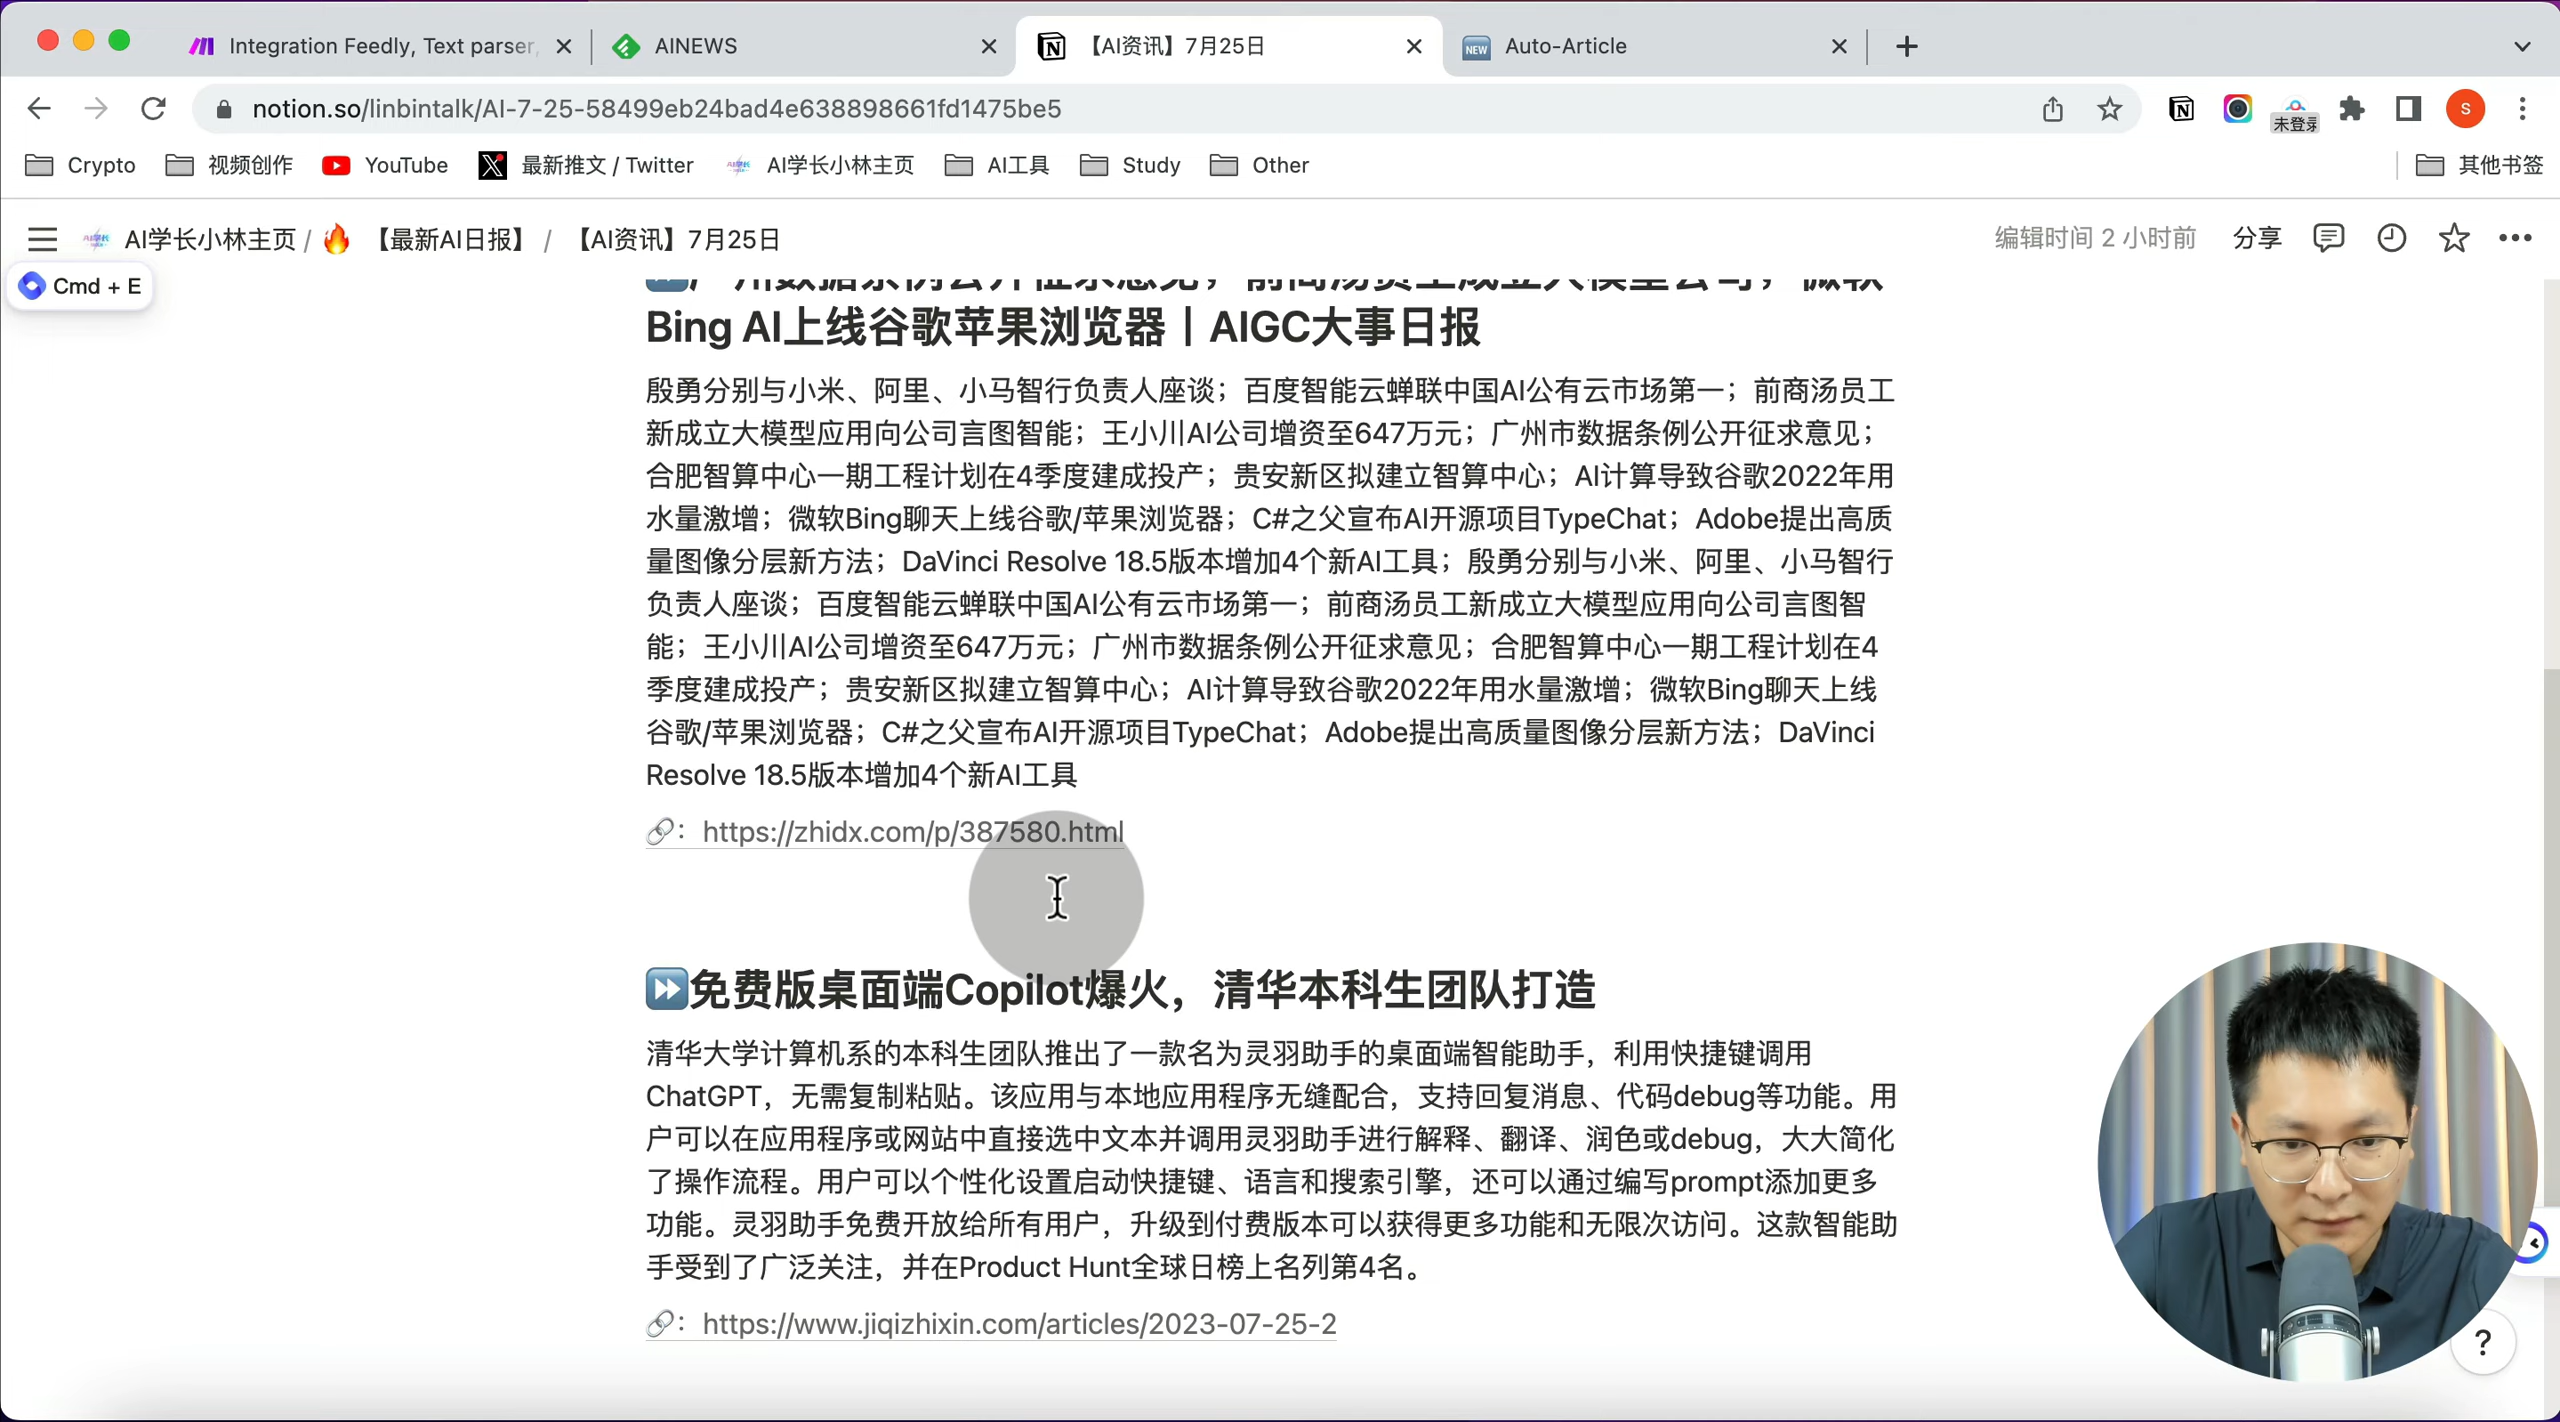 Integration Feedly, Text parser,
AINEWS
【AI资讯】7月25日
Auto-Article
notion.so/linbintalk/AI-7-25-58499eb24bad4e638898661fd1475be5
未登录
S
Crypto
视频创作
YouTube
最新推文 / Twitter
AI学长小林主页
AI工具
Study
Other
其他书签
AI学长小林主页 / 🔥 【最新AI日报】 / 【AI资讯】7月25日
编辑时间 2 小时前
分享
Cmd + E
⏩广州数据条例公开征求意见，前商汤员工成立大模型公司，微软
Bing AI上线谷歌苹果浏览器丨AIGC大事日报
殷勇分别与小米、阿里、小马智行负责人座谈；百度智能云蝉联中国AI公有云市场第一；前商汤员工
新成立大模型应用向公司言图智能；王小川AI公司增资至647万元；广州市数据条例公开征求意见；
合肥智算中心一期工程计划在4季度建成投产；贵安新区拟建立智算中心；AI计算导致谷歌2022年用
水量激增；微软Bing聊天上线谷歌/苹果浏览器；C#之父宣布AI开源项目TypeChat；Adobe提出高质
量图像分层新方法；DaVinci Resolve 18.5版本增加4个新AI工具；殷勇分别与小米、阿里、小马智行
负责人座谈；百度智能云蝉联中国AI公有云市场第一；前商汤员工新成立大模型应用向公司言图智
能；王小川AI公司增资至647万元；广州市数据条例公开征求意见；合肥智算中心一期工程计划在4
季度建成投产；贵安新区拟建立智算中心；AI计算导致谷歌2022年用水量激增；微软Bing聊天上线
谷歌/苹果浏览器；C#之父宣布AI开源项目TypeChat；Adobe提出高质量图像分层新方法；DaVinci
Resolve 18.5版本增加4个新AI工具
🔗：https://zhidx.com/p/387580.html
⏩免费版桌面端Copilot爆火，清华本科生团队打造
清华大学计算机系的本科生团队推出了一款名为灵羽助手的桌面端智能助手，利用快捷键调用
ChatGPT，无需复制粘贴。该应用与本地应用程序无缝配合，支持回复消息、代码debug等功能。用
户可以在应用程序或网站中直接选中文本并调用灵羽助手进行解释、翻译、润色或debug，大大简化
了操作流程。用户可以个性化设置启动快捷键、语言和搜索引擎，还可以通过编写prompt添加更多
功能。灵羽助手免费开放给所有用户，升级到付费版本可以获得更多功能和无限次访问。这款智能助
手受到了广泛关注，并在Product Hunt全球日榜上名列第4名。
🔗：https://www.jiqizhixin.com/articles/2023-07-25-2
?